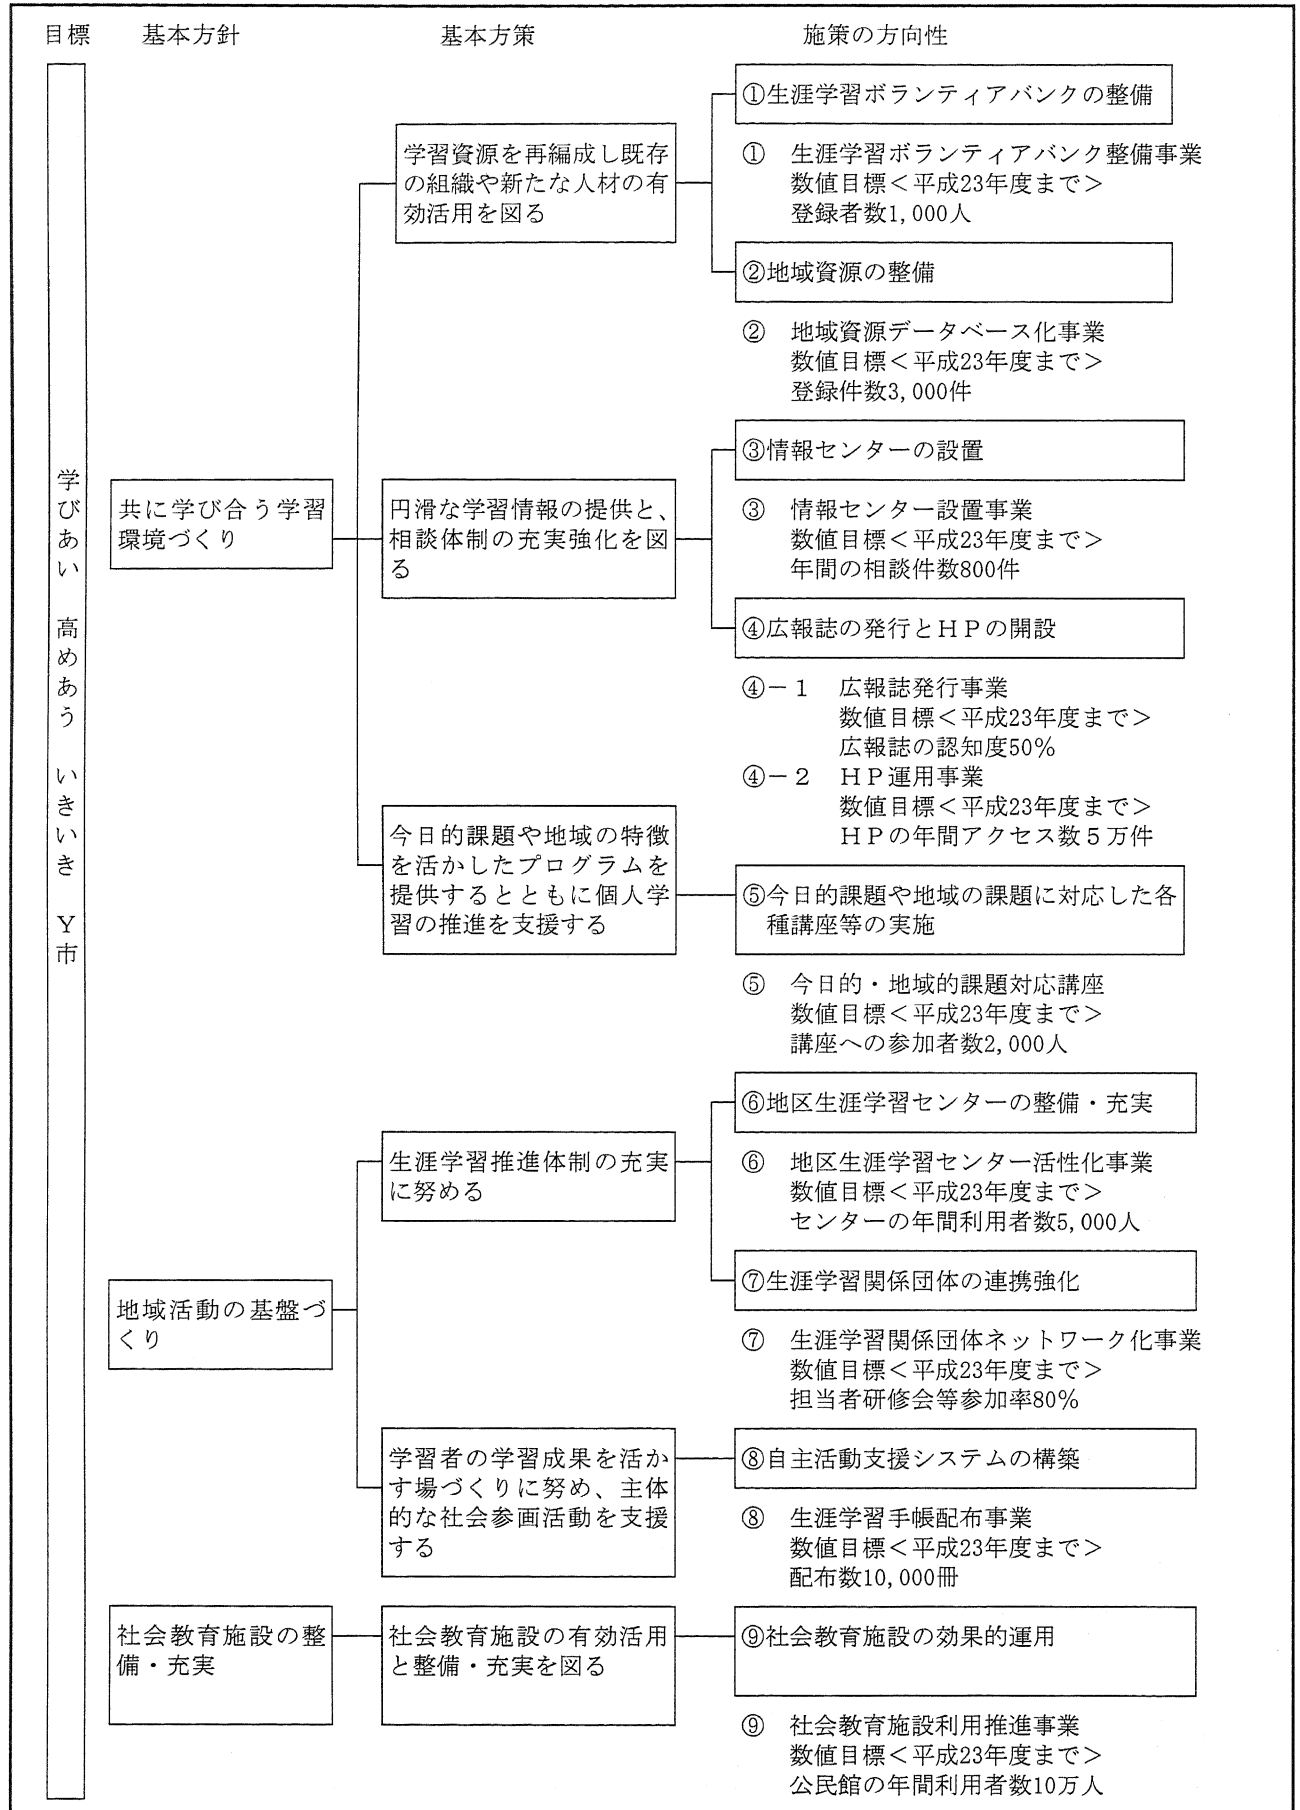 目標　基本方針　基本方策　施策の方向性
学びあい　高めあう　いきいき　Y市
共に学び合う学習
環境づくり
学習資源を再編成し既存
の組織や新たな人材の有
効活用を図る
①生涯学習ボランティアバンクの整備
①　生涯学習ボランティアバンク整備事業
数値目標＜平成23年度まで＞
登録者数1,000人
②地域資源の整備
②　地域資源データベース化事業
数値目標＜平成23年度まで＞
登録件数3,000件
円滑な学習情報の提供と、
相談体制の充実強化を図
る
③情報センターの設置
③　情報センター設置事業
数値目標＜平成23年度まで＞
年間の相談件数800件
④広報誌の発行とＨＰの開設
④－１　広報誌発行事業
数値目標＜平成23年度まで＞
広報誌の認知度50％
④－２　ＨＰ運用事業
数値目標＜平成23年度まで＞
ＨＰの年間アクセス数５万件
今日的課題や地域の特徴
を活かしたプログラムを
提供するとともに個人学
習の推進を支援する
⑤今日的課題や地域の課題に対応した各
種講座等の実施
⑤　今日的・地域的課題対応講座
数値目標＜平成23年度まで＞
講座への参加者数2,000人
地域活動の基盤づ
くり
生涯学習推進体制の充実
に努める
⑥地区生涯学習センターの整備・充実
⑥　地区生涯学習センター活性化事業
数値目標＜平成23年度まで＞
センターの年間利用者数5,000人
⑦生涯学習関係団体の連携強化
⑦　生涯学習関係団体ネットワーク化事業
数値目標＜平成23年度まで＞
担当者研修会等参加率80％
学習者の学習成果を活か
す場づくりに努め、主体
的な社会参画活動を支援
する
⑧自主活動支援システムの構築
⑧　生涯学習手帳配布事業
数値目標＜平成23年度まで＞
配布数10,000冊
社会教育施設の整
備・充実
社会教育施設の有効活用
と整備・充実を図る
⑨社会教育施設の効果的運用
⑨　社会教育施設利用推進事業
数値目標＜平成23年度まで＞
公民館の年間利用者数10万人